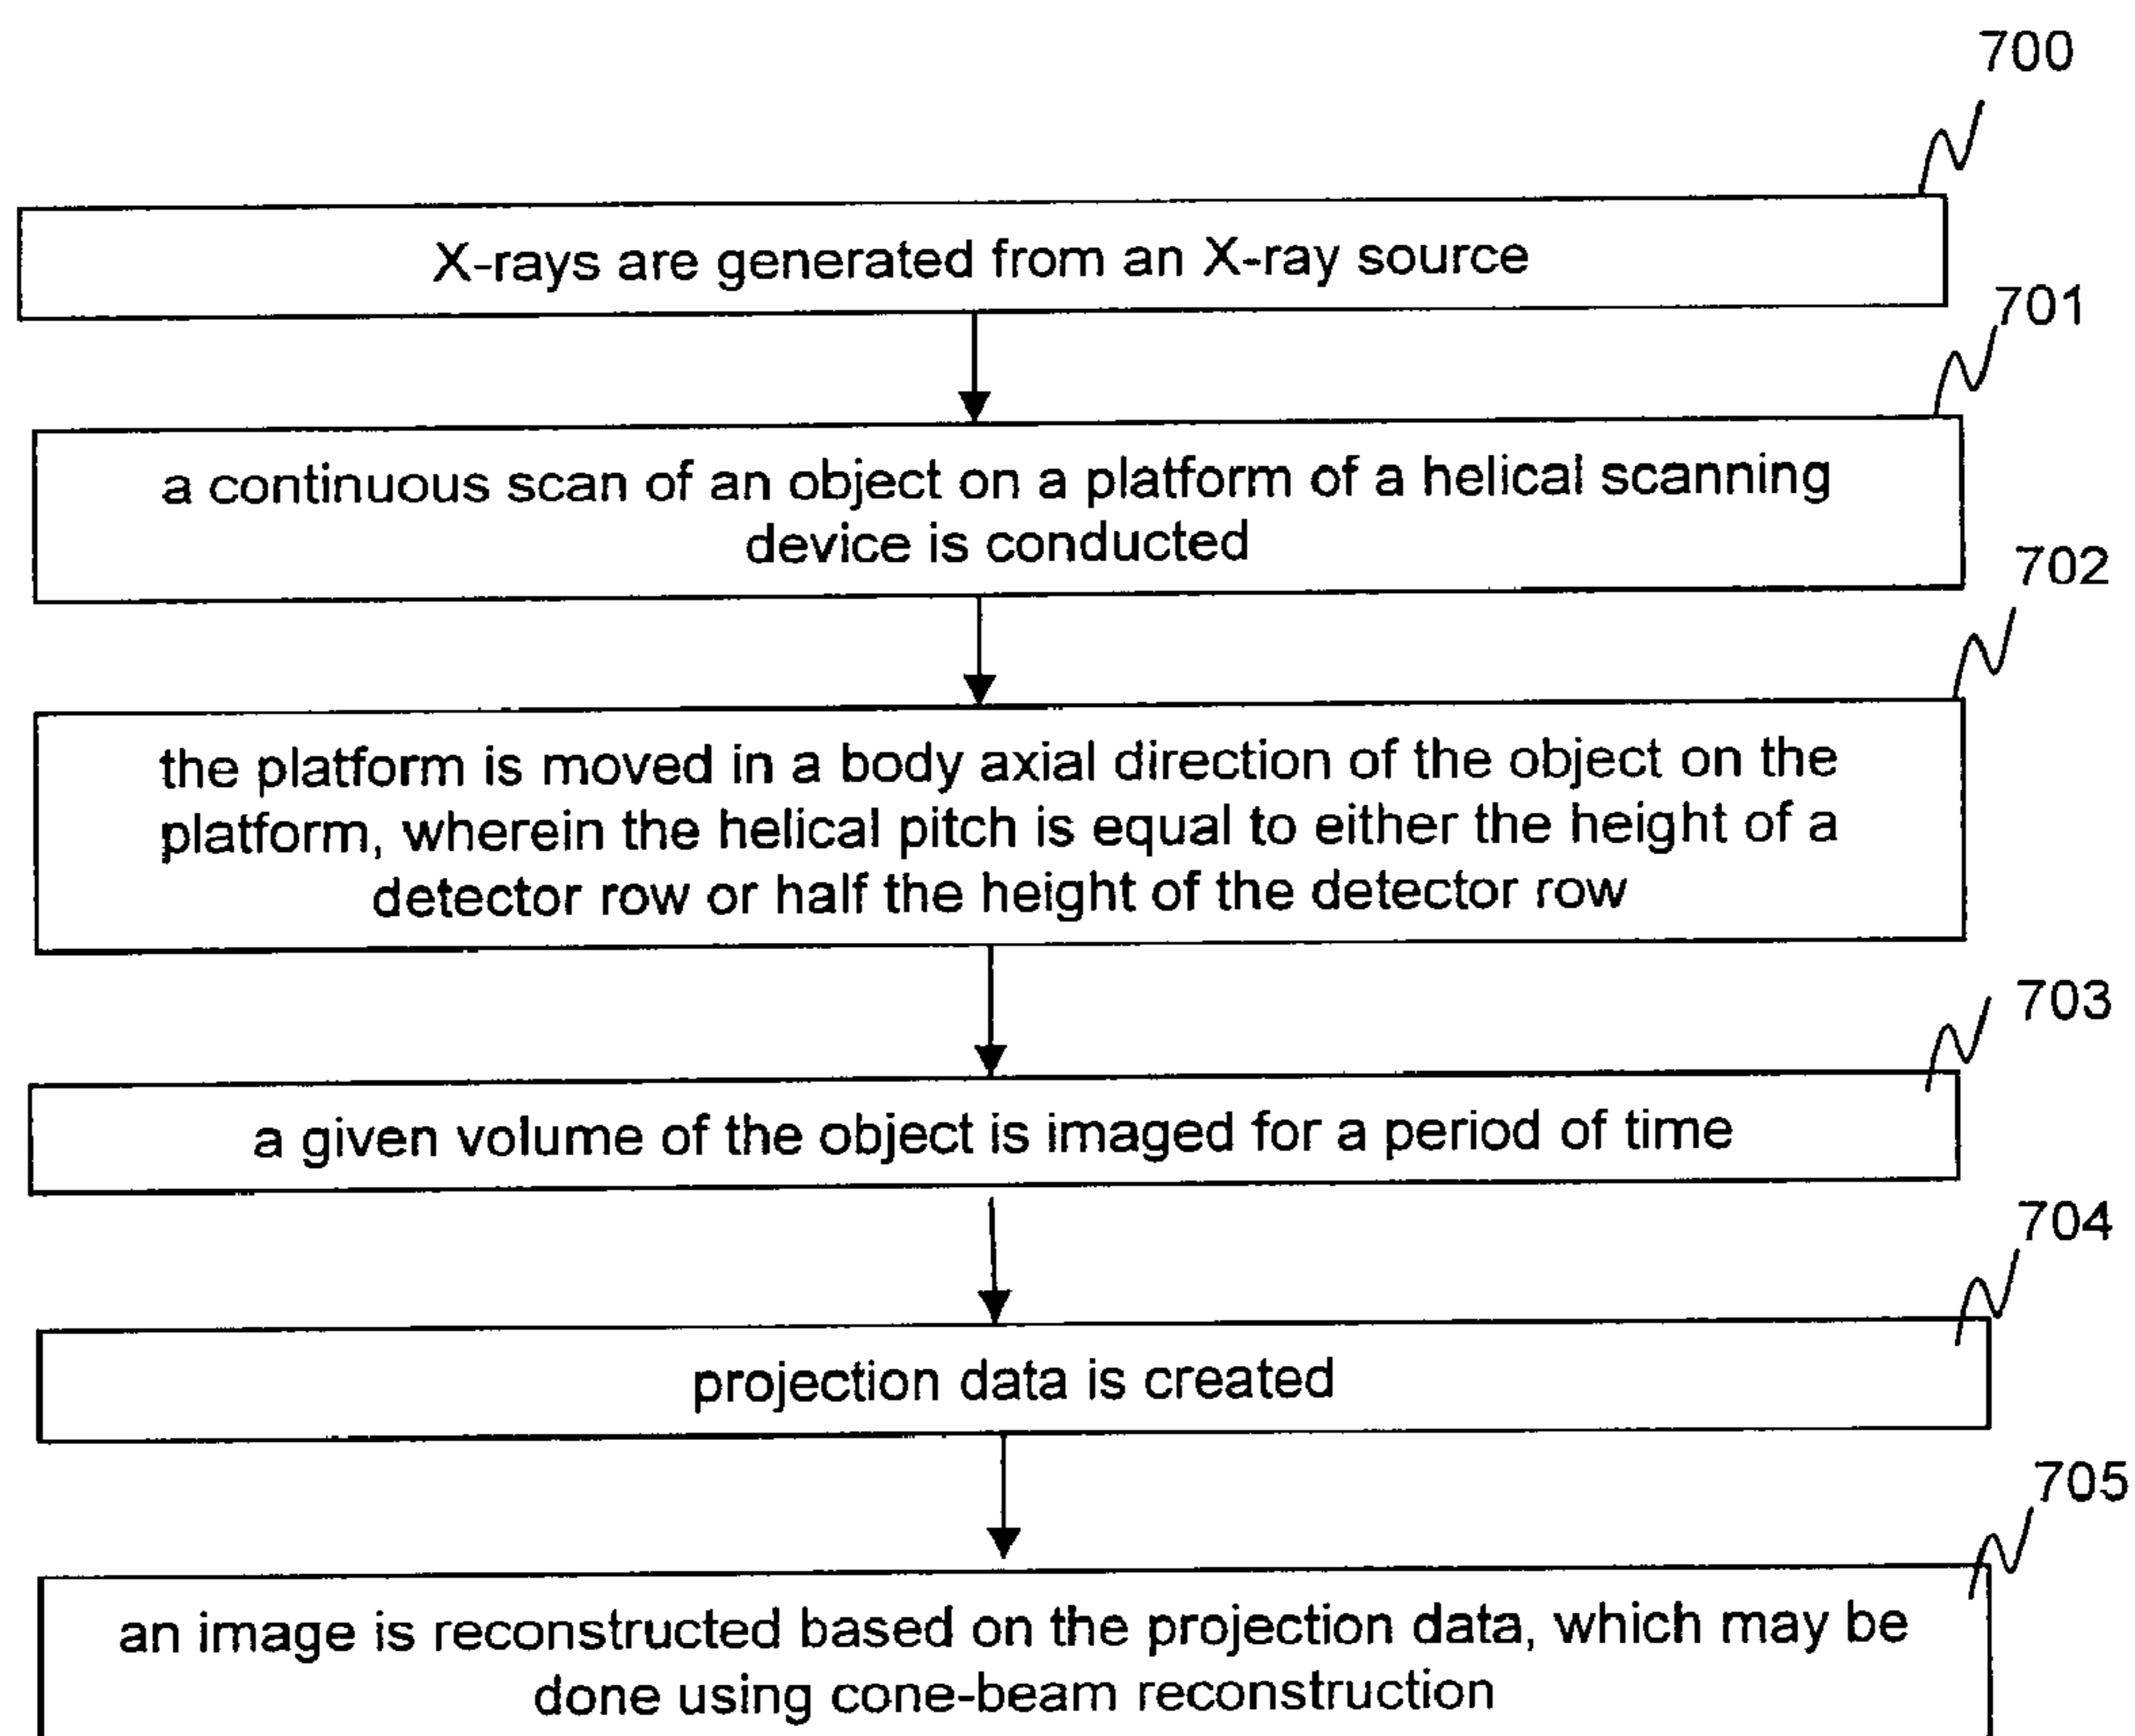 700
X-rays are generated from an X-ray source
701
a continuous scan of an object on a platform of a helical scanning
device is conducted
702
the platform is moved in a body axial direction of the object on the
platform, wherein the helical pitch is equal to either the height of a
detector row or half the height of the detector row
703
a given volume of the object is imaged for a period of time
704
projection data is created
705
an image is reconstructed based on the projection data, which may be
done using cone-beam reconstruction